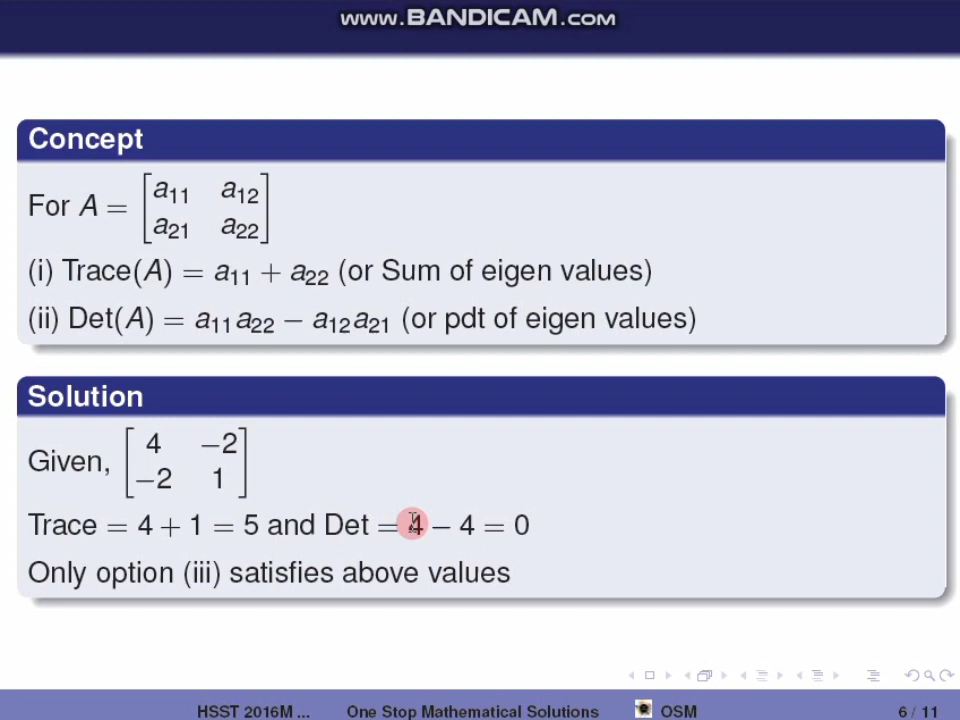 www.BANDICAM.com
Concept
For A = [a11 a12
a21 a22]
(i) Trace(A) = a11 + a22 (or Sum of eigen values)
(ii) Det(A) = a11a22 − a12a21 (or pdt of eigen values)
Solution
Given, [4 −2
−2 1]
Trace = 4 + 1 = 5 and Det = 4 − 4 = 0
Only option (iii) satisfies above values
HSST 2016M ... One Stop Mathematical Solutions OSM 6 / 11